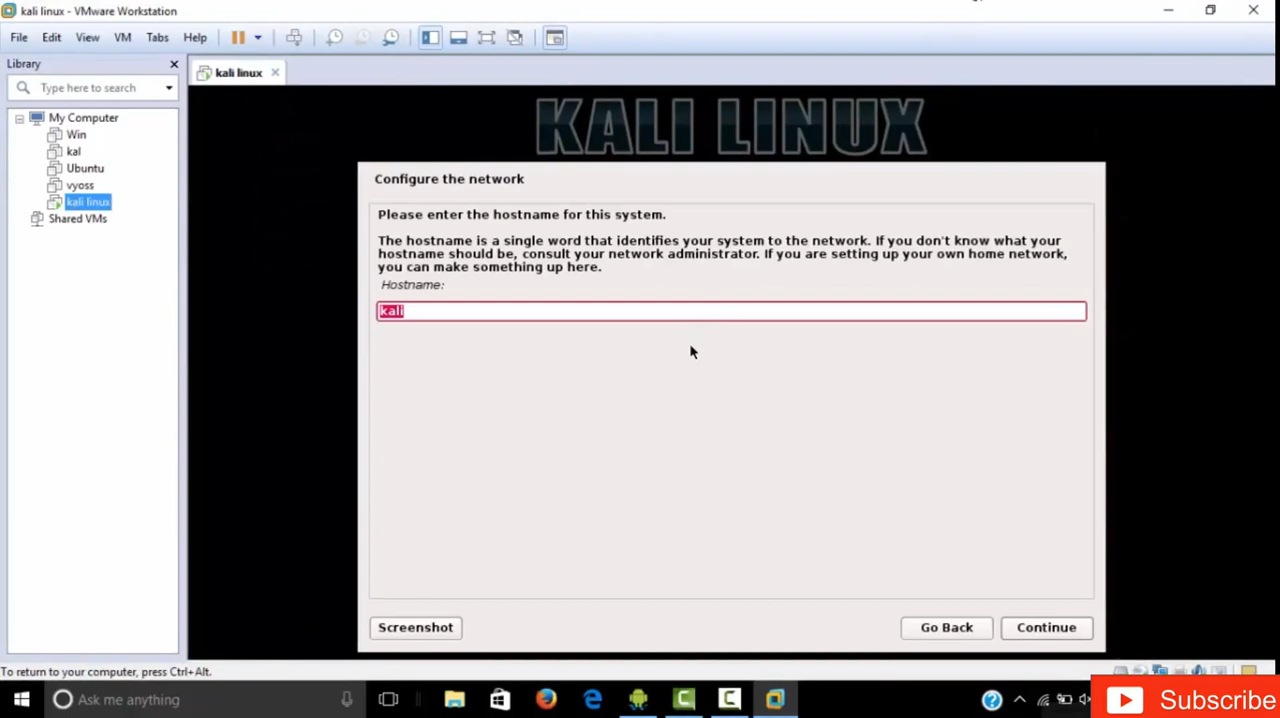 kali linux - VMware Workstation
File Edit View VM Tabs Help
Library
Type here to search
My Computer
Win
kal
Ubuntu
vyoss
kali linux
Shared VMs
kali linux
KALI LINUX
Configure the network
Please enter the hostname for this system.
The hostname is a single word that identifies your system to the network. If you don't know what your
hostname should be, consult your network administrator. If you are setting up your own home network,
you can make something up here.
Hostname:
kali
Screenshot
Go Back
Continue
To return to your computer, press Ctrl+Alt.
Ask me anything
Subscribe